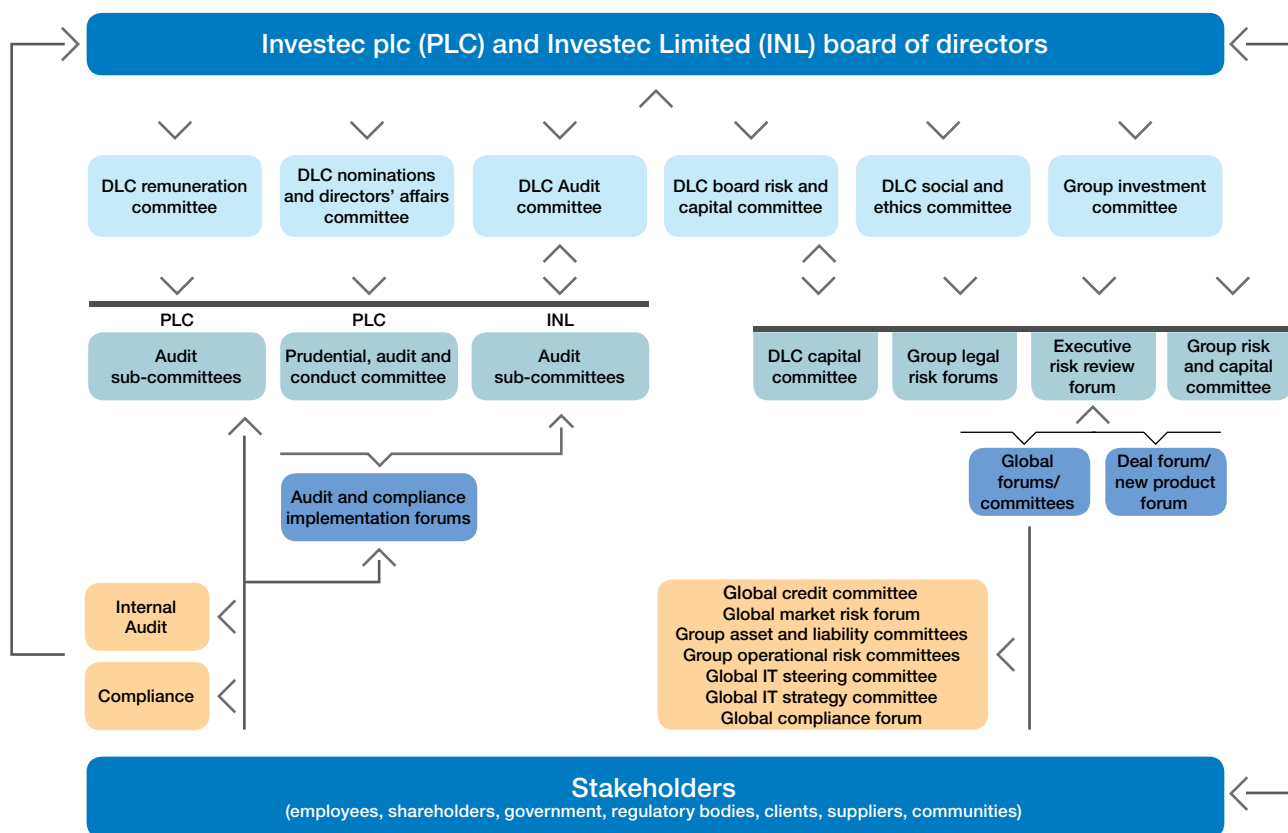 Investec plc (PLC) and Investec Limited (INL) board of directors
DLC remuneration
committee
DLC nominations
and directors’ affairs
committee
DLC Audit
committee
DLC board risk and
capital committee
DLC social and
ethics committee
Group investment
committee
PLC
Audit
sub-committees
PLC
Prudential, audit and
conduct committee
INL
Audit
sub-committees
DLC capital
committee
Group legal
risk forums
Executive
risk review
forum
Group risk
and capital
committee
Audit and compliance
implementation forums
Global
forums/
committees
Deal forum/
new product
forum
Internal
Audit
Compliance
Global credit committee
Global market risk forum
Group asset and liability committees
Group operational risk committees
Global IT steering committee
Global IT strategy committee
Global compliance forum
Stakeholders
(employees, shareholders, government, regulatory bodies, clients, suppliers, communities)